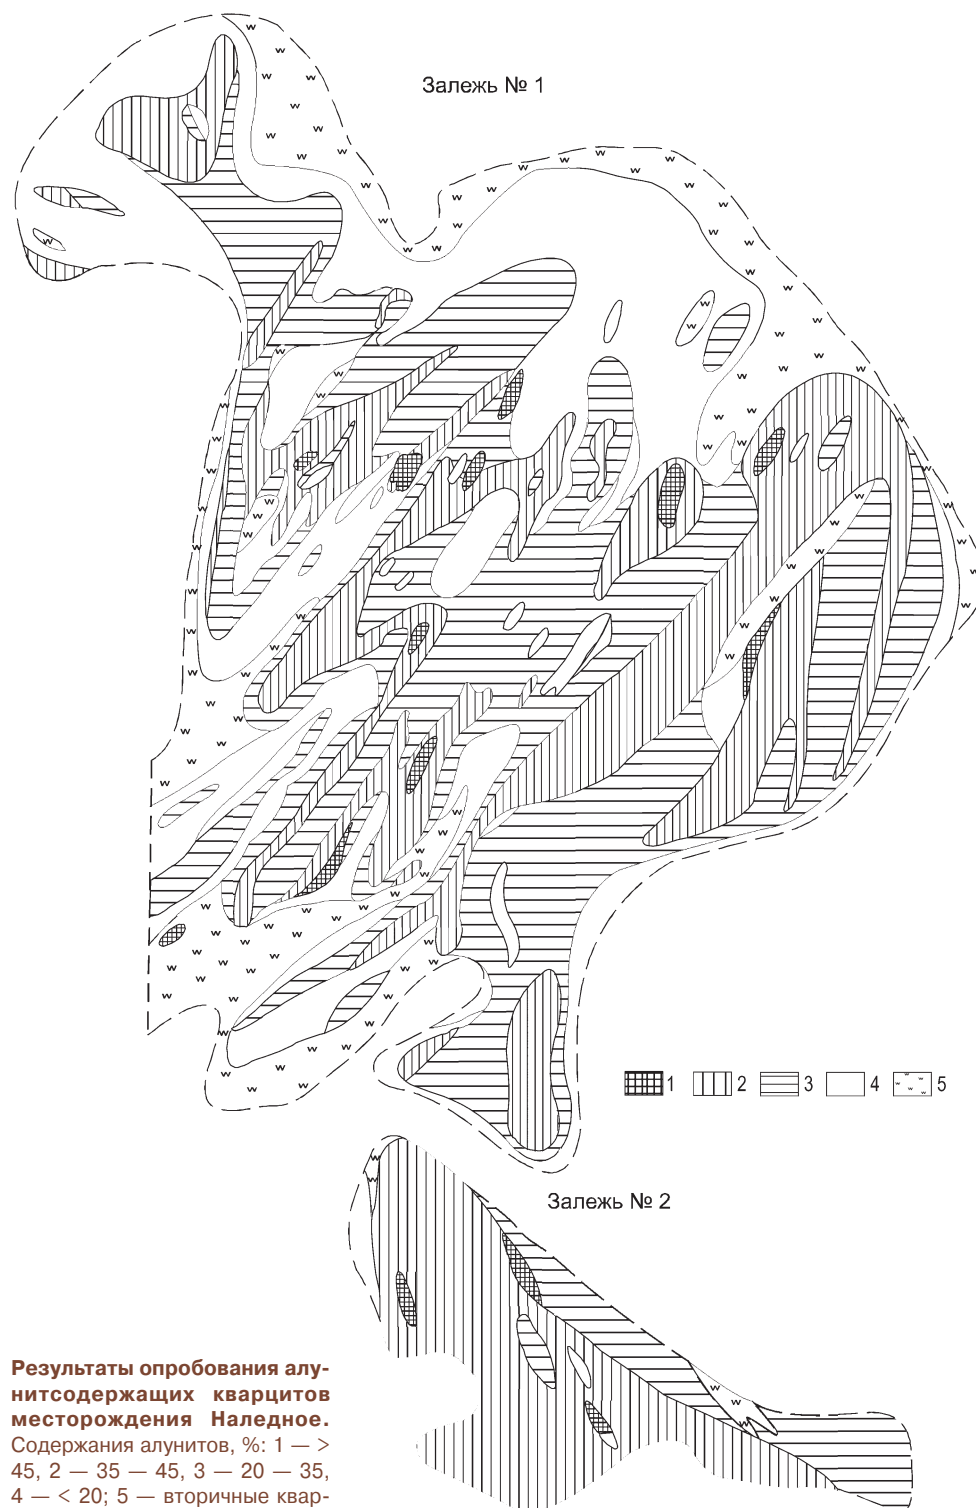 Залежь № 1
1 2 3 4 5
Залежь № 2
Результаты опробования алу-
нитсодержащих кварцитов
месторождения Наледное.
Содержания алунитов, %: 1 — >
45, 2 — 35 — 45, 3 — 20 — 35,
4 — < 20; 5 — вторичные квар-